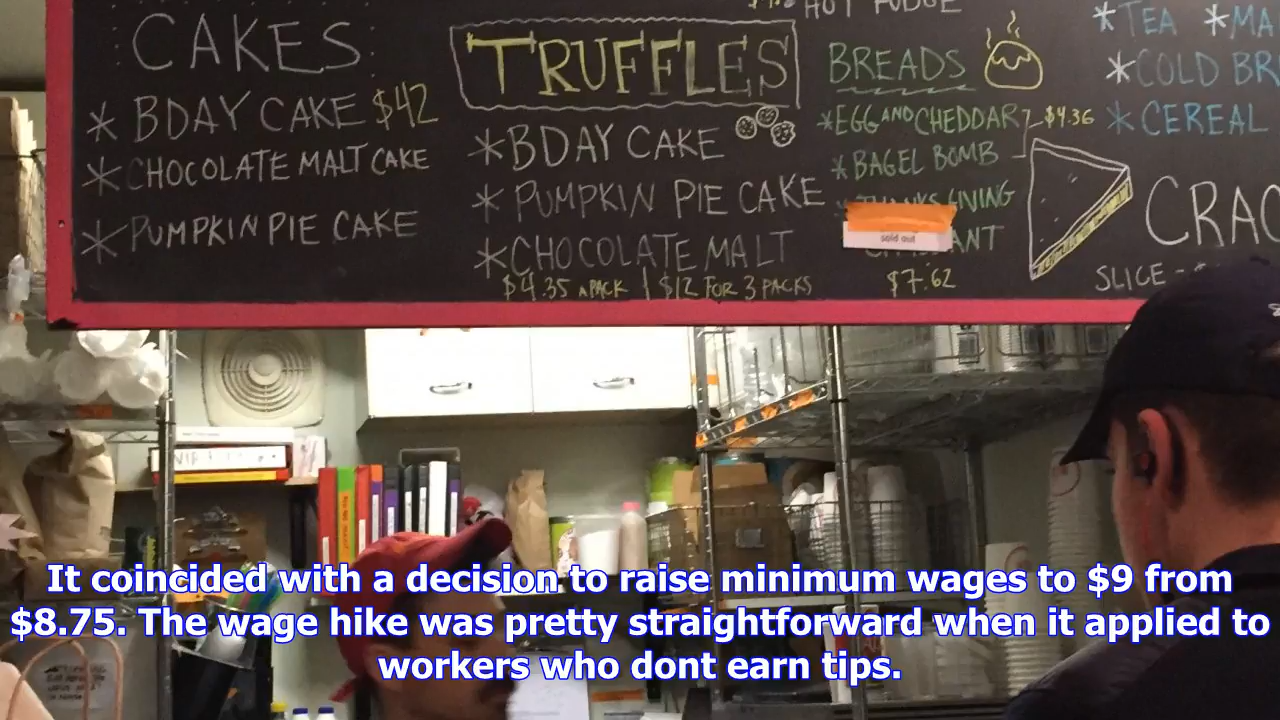 HOT FUDGE
CAKES
* BDAY CAKE $42
* CHOCOLATE MALT CAKE
* PUMPKIN PIE CAKE
TRUFFLES
* BDAY CAKE
* PUMPKIN PIE CAKE
* CHOCOLATE MALT
$4.35 A PACK | $12 FOR 3 PACKS
BREADS
* EGG AND CHEDDAR $4.36
* BAGEL BOMB
sold out
$7.62
* TEA * MA
* COLD BR
* CEREAL
CRAC
SLICE - $
It coincided with a decision to raise minimum wages to $9 from
$8.75. The wage hike was pretty straightforward when it applied to
workers who dont earn tips.